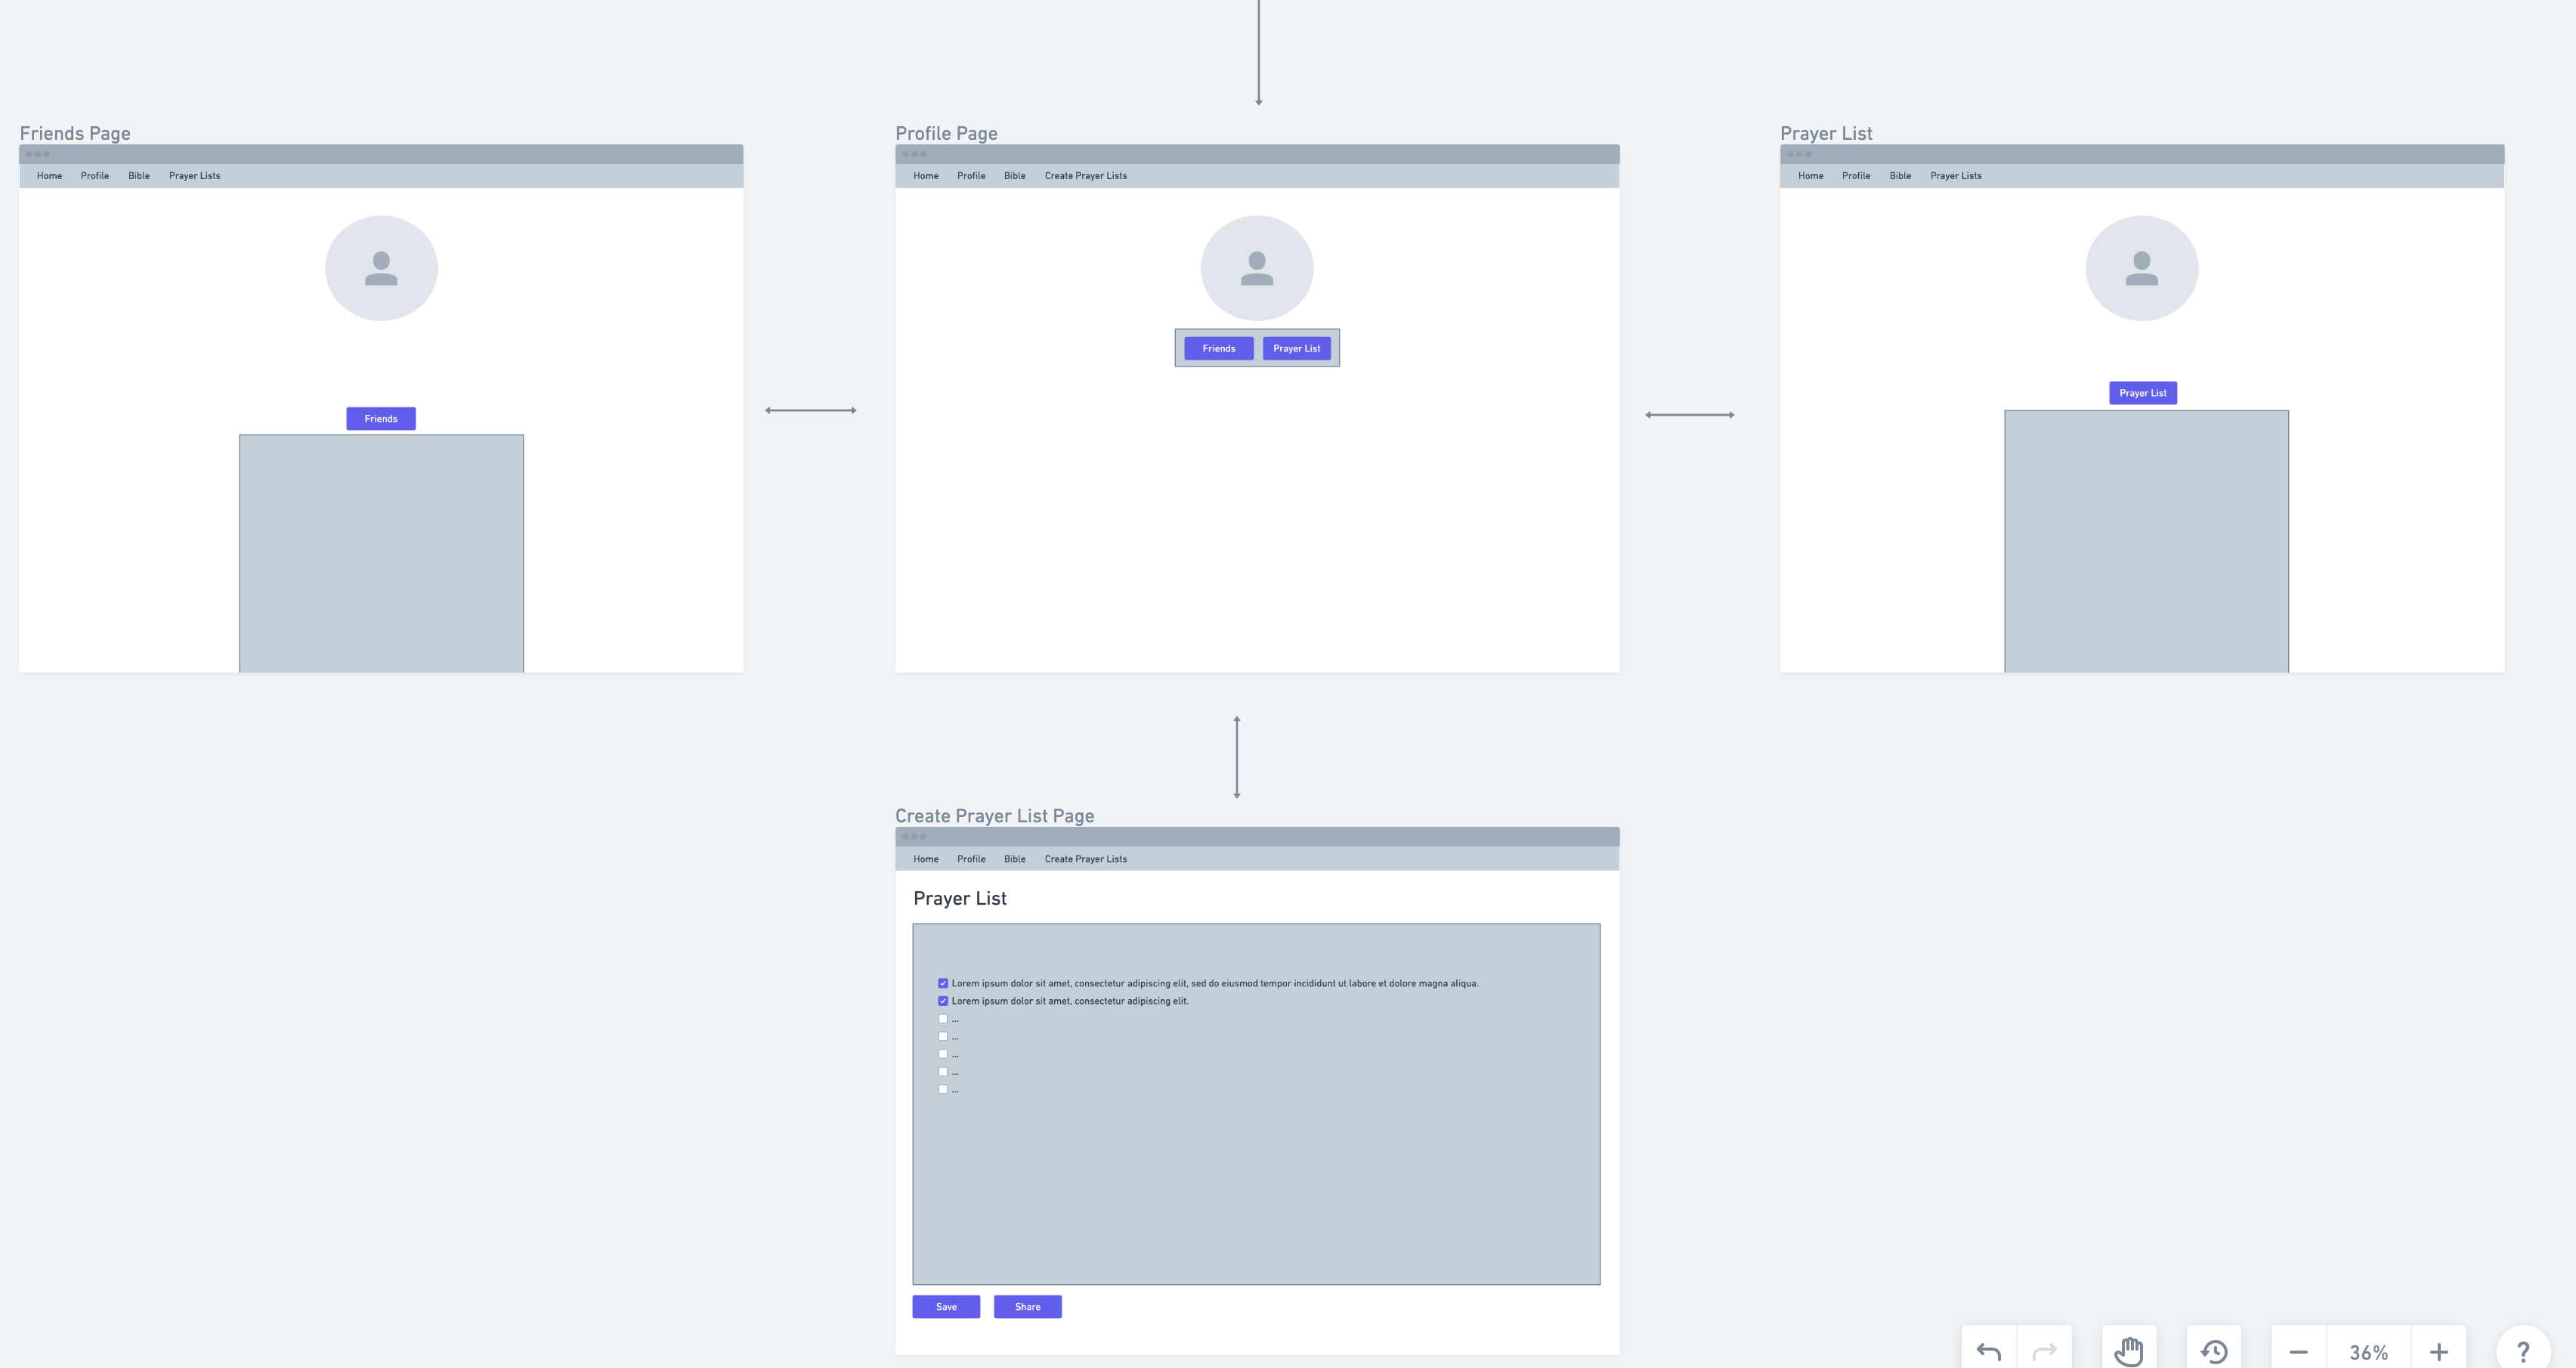 Friends Page
Home Profile Bible Prayer Lists
Friends
Profile Page
Home Profile Bible Create Prayer Lists
Friends Prayer List
Prayer List
Home Profile Bible Prayer Lists
Prayer List
Create Prayer List Page
Home Profile Bible Create Prayer Lists
Prayer List
Lorem ipsum dolor sit amet, consectetur adipiscing elit, sed do eiusmod tempor incididunt ut labore et dolore magna aliqua.
Lorem ipsum dolor sit amet, consectetur adipiscing elit.
...
...
...
...
...
Save Share
36%
?